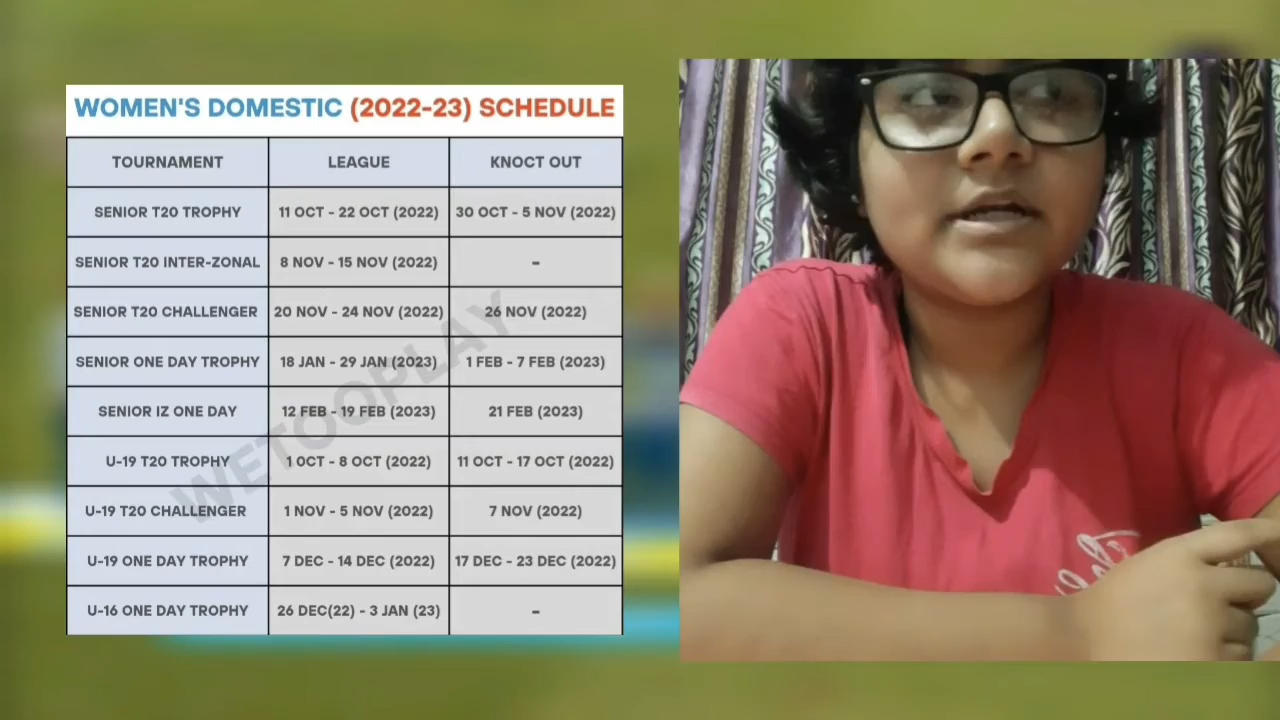 WOMEN'S DOMESTIC (2022-23) SCHEDULE
TOURNAMENT LEAGUE KNOCT OUT
SENIOR T20 TROPHY 11 OCT - 22 OCT (2022) 30 OCT - 5 NOV (2022)
SENIOR T20 INTER-ZONAL 8 NOV - 15 NOV (2022) -
SENIOR T20 CHALLENGER 20 NOV - 24 NOV (2022) 26 NOV (2022)
SENIOR ONE DAY TROPHY 18 JAN - 29 JAN (2023) 1 FEB - 7 FEB (2023)
SENIOR IZ ONE DAY 12 FEB - 19 FEB (2023) 21 FEB (2023)
U-19 T20 TROPHY 1 OCT - 8 OCT (2022) 11 OCT - 17 OCT (2022)
U-19 T20 CHALLENGER 1 NOV - 5 NOV (2022) 7 NOV (2022)
U-19 ONE DAY TROPHY 7 DEC - 14 DEC (2022) 17 DEC - 23 DEC (2022)
U-16 ONE DAY TROPHY 26 DEC(22) - 3 JAN (23) -
WETOOPLAY